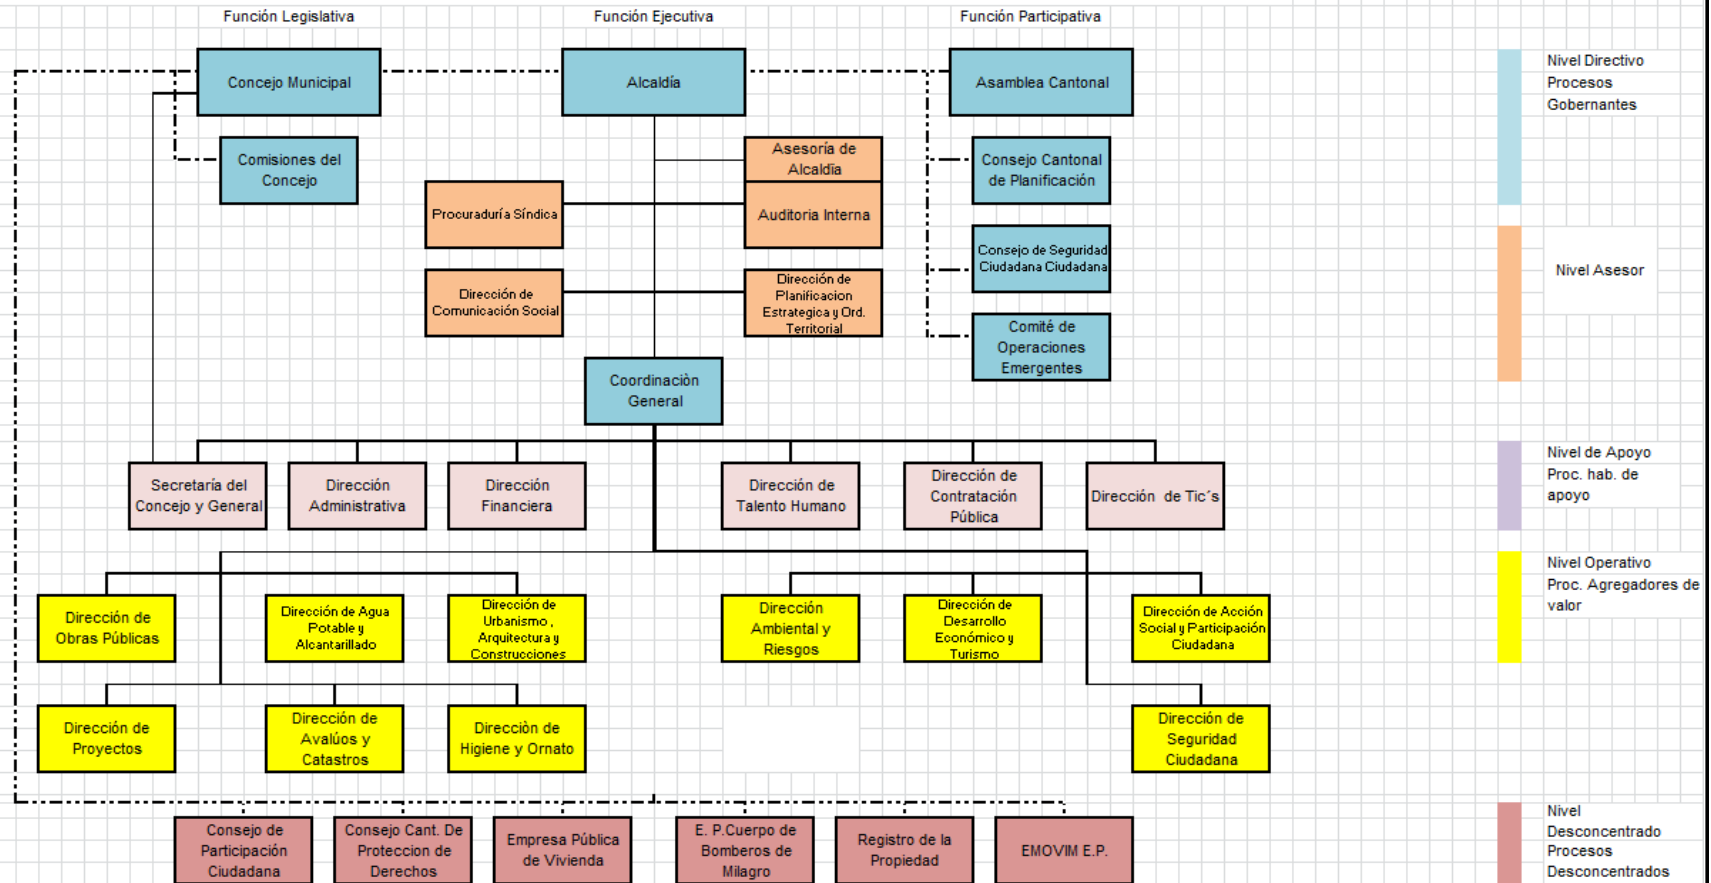 Función Legislativa
Función Ejecutiva
Función Participativa
Concejo Municipal
Alcaldía
Asamblea Cantonal
Nivel Directivo
Procesos
Gobernantes
Comisiones del
Concejo
Asesoría de
Alcaldïa
Consejo Cantonal
de Planificación
Procuraduría Síndica
Auditoria Interna
Consejo de Seguridad
Ciudadana Ciudadana
Nivel Asesor
Dirección de
Comunicación Social
Dirección de
Planificacion
Estrategica y Ord.
Territorial
Comité de
Operaciones
Emergentes
Coordinaciòn
General
Secretaría del
Concejo y General
Dirección
Administrativa
Dirección
Financiera
Dirección de
Talento Humano
Dirección de
Contratación
Pública
Dirección de Tic´s
Nivel de Apoyo
Proc. hab. de
apoyo
Nivel Operativo
Proc. Agregadores de
valor
Dirección de
Obras Públicas
Dirección de Agua
Potable y
Alcantarillado
Dirección de
Urbanismo ,
Arquitectura y
Construcciones
Dirección
Ambiental y
Riesgos
Dirección de
Desarrollo
Económico y
Turismo
Dirección de Acción
Social y Participación
Ciudadana
Dirección de
Proyectos
Dirección de
Avalúos y
Catastros
Direcciòn de
Higiene y Ornato
Dirección de
Seguridad
Ciudadana
Consejo de
Participación
Ciudadana
Consejo Cant. De
Proteccion de
Derechos
Empresa Pública
de Vivienda
E. P.Cuerpo de
Bomberos de
Milagro
Registro de la
Propiedad
EMOVIM E.P.
Nivel
Desconcentrado
Procesos
Desconcentrados